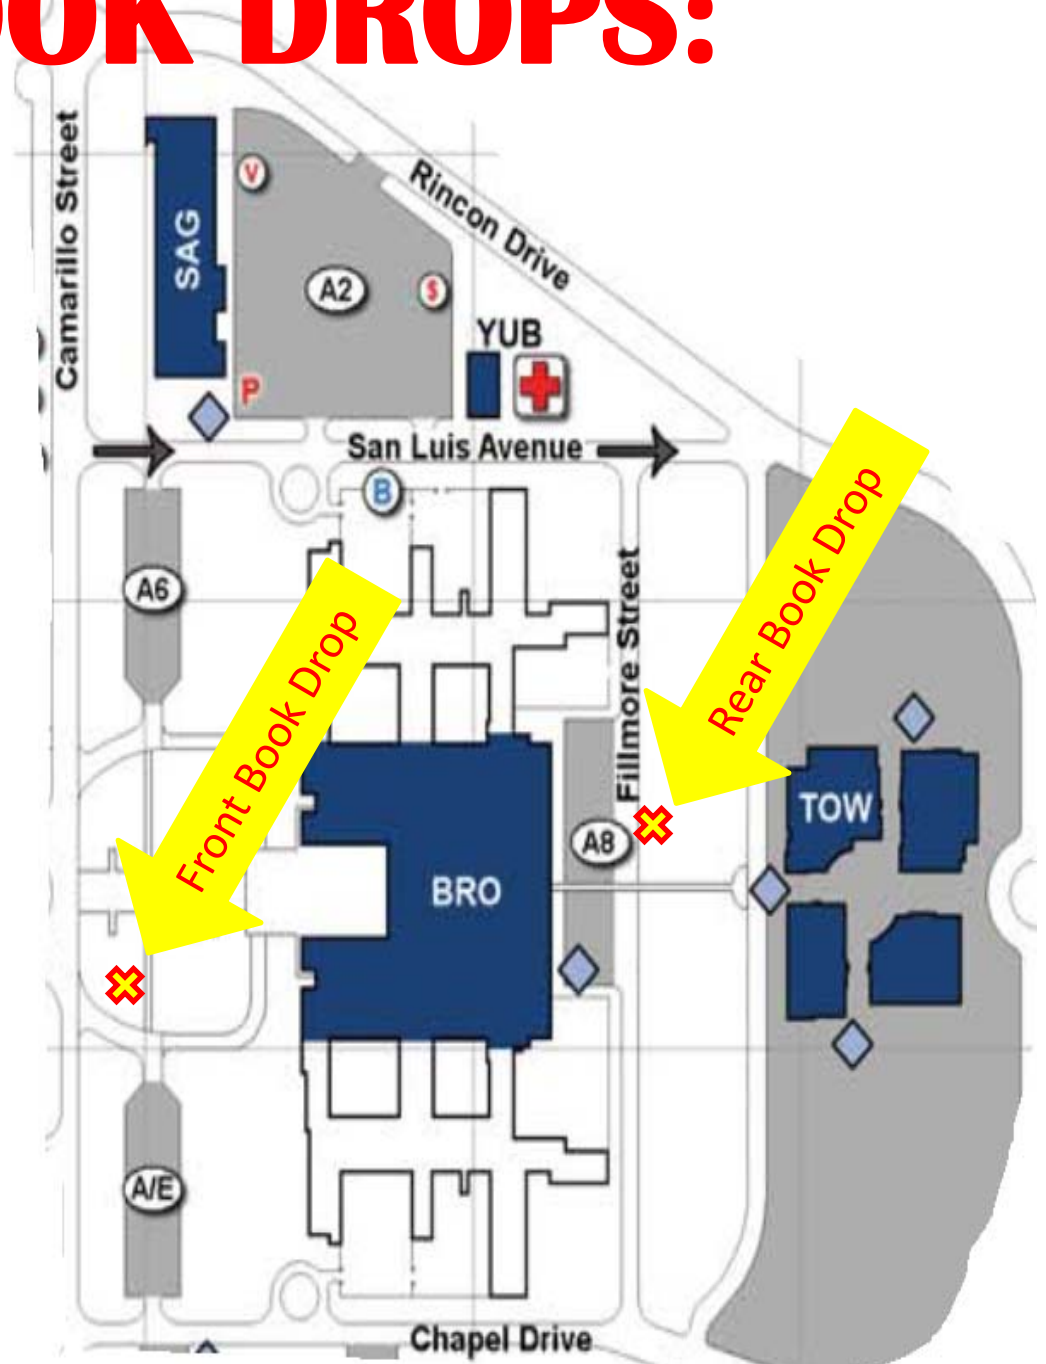 OOK DROPS:
Camarillo Street
SAG
V
A2
$
P
Rincon Drive
YUB
San Luis Avenue
B
A6
Front Book Drop
Fillmore Street
Rear Book Drop
A8
BRO
TOW
A/E
Chapel Drive